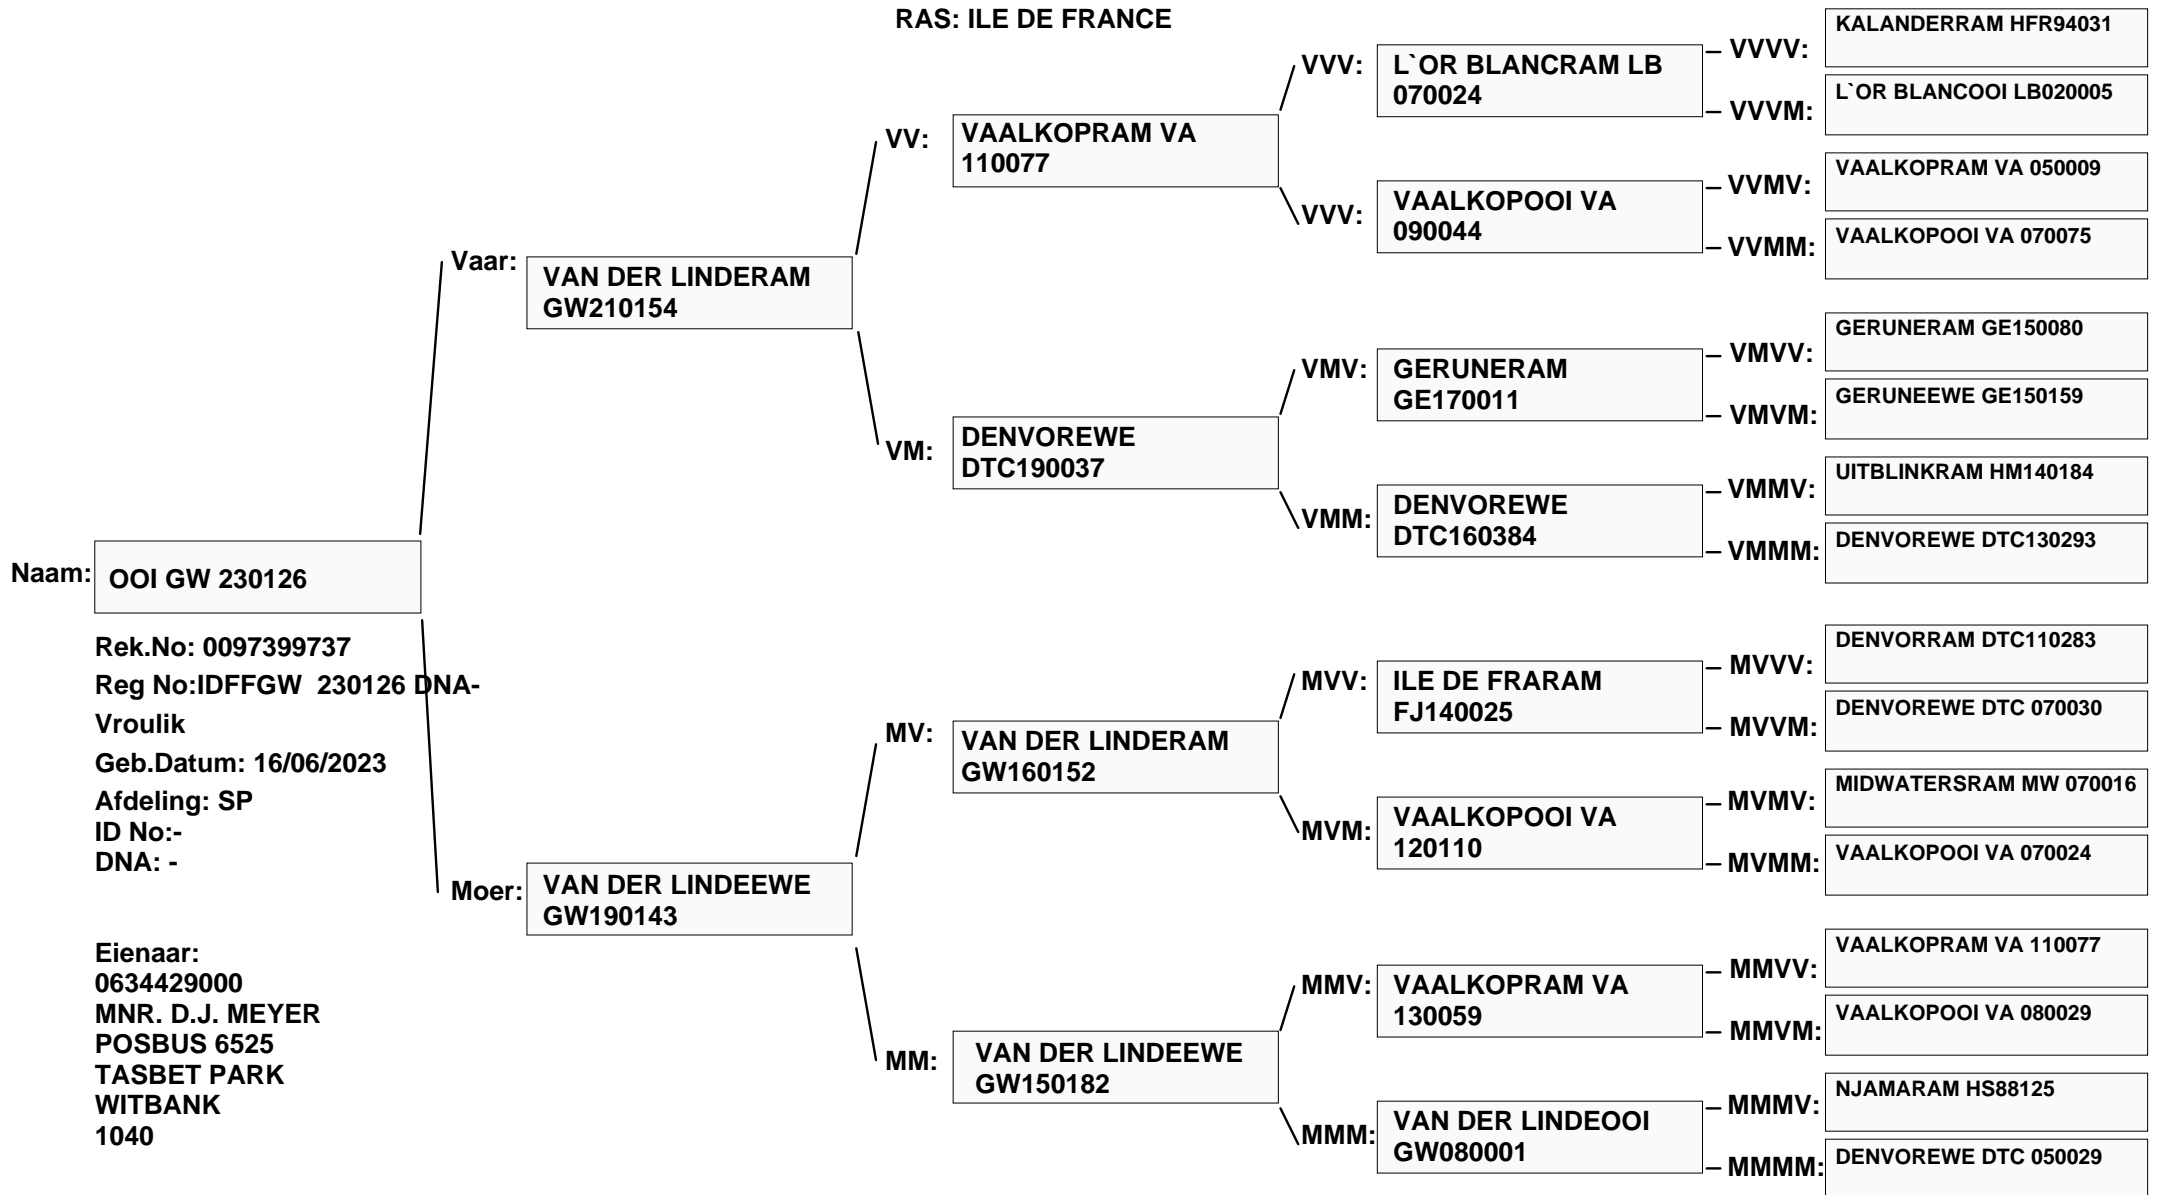 RAS: ILE DE FRANCE
Naam:
OOI GW 230126
Rek.No: 0097399737
Reg No:IDFFGW  230126 DNA-
Vroulik
Geb.Datum: 16/06/2023
Afdeling: SP
ID No:-
DNA: -
Eienaar:
0634429000
MNR. D.J. MEYER
POSBUS 6525
TASBET PARK
WITBANK
1040
Vaar:
VAN DER LINDERAM
GW210154
Moer:
VAN DER LINDEEWE
GW190143
VV:
VAALKOPRAM VA
110077
VM:
DENVOREWE
DTC190037
MV:
VAN DER LINDERAM
GW160152
MM:
VAN DER LINDEEWE
GW150182
VVV:
L`OR BLANCRAM LB
070024
VVV:
VAALKOPOOI VA
090044
VMV:
GERUNERAM
GE170011
VMM:
DENVOREWE
DTC160384
MVV:
ILE DE FRARAM
FJ140025
MVM:
VAALKOPOOI VA
120110
MMV:
VAALKOPRAM VA
130059
MMM:
VAN DER LINDEOOI
GW080001
– VVVV:
KALANDERRAM HFR94031
– VVVM:
L`OR BLANCOOI LB020005
– VVMV:
VAALKOPRAM VA 050009
– VVMM:
VAALKOPOOI VA 070075
– VMVV:
GERUNERAM GE150080
– VMVM:
GERUNEEWE GE150159
– VMMV:
UITBLINKRAM HM140184
– VMMM:
DENVOREWE DTC130293
– MVVV:
DENVORRAM DTC110283
– MVVM:
DENVOREWE DTC 070030
– MVMV:
MIDWATERSRAM MW 070016
– MVMM:
VAALKOPOOI VA 070024
– MMVV:
VAALKOPRAM VA 110077
– MMVM:
VAALKOPOOI VA 080029
– MMMV:
NJAMARAM HS88125
– MMMM:
DENVOREWE DTC 050029